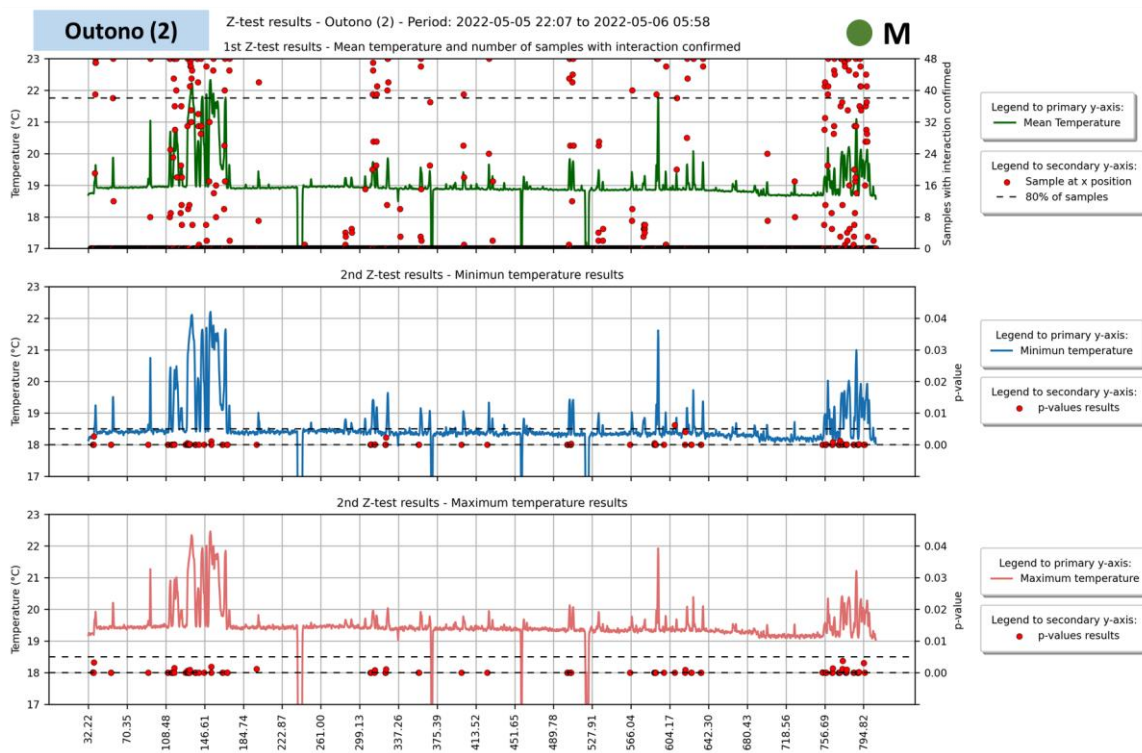 Outono (2)
Z-test results - Outono (2) - Period: 2022-05-05 22:07 to 2022-05-06 05:58
M
1st Z-test results - Mean temperature and number of samples with interaction confirmed
23
22
21
20
19
18
17
Temperature (°C)
48
40
32
24
16
8
0
Samples with interaction confirmed
Legend to primary y-axis:
Mean Temperature
Legend to secondary y-axis:
Sample at x position
80% of samples
2nd Z-test results - Minimun temperature results
23
22
21
20
19
18
17
Temperature (°C)
0.04
0.03
0.02
0.01
0.00
p-value
Legend to primary y-axis:
Minimun temperature
Legend to secondary y-axis:
p-values results
2nd Z-test results - Maximum temperature results
23
22
21
20
19
18
17
Temperature (°C)
0.04
0.03
0.02
0.01
0.00
p-value
Legend to primary y-axis:
Maximum temperature
Legend to secondary y-axis:
p-values results
32.22
70.35
108.48
146.61
184.74
222.87
261.00
299.13
337.26
375.39
413.52
451.65
489.78
527.91
566.04
604.17
642.30
680.43
718.56
756.69
794.82